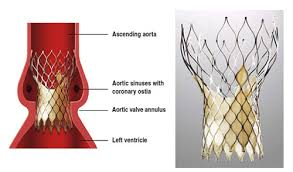 Ascending aorta
Aortic sinuses with
coronary ostia
Aortic valve annulus
Left ventricle